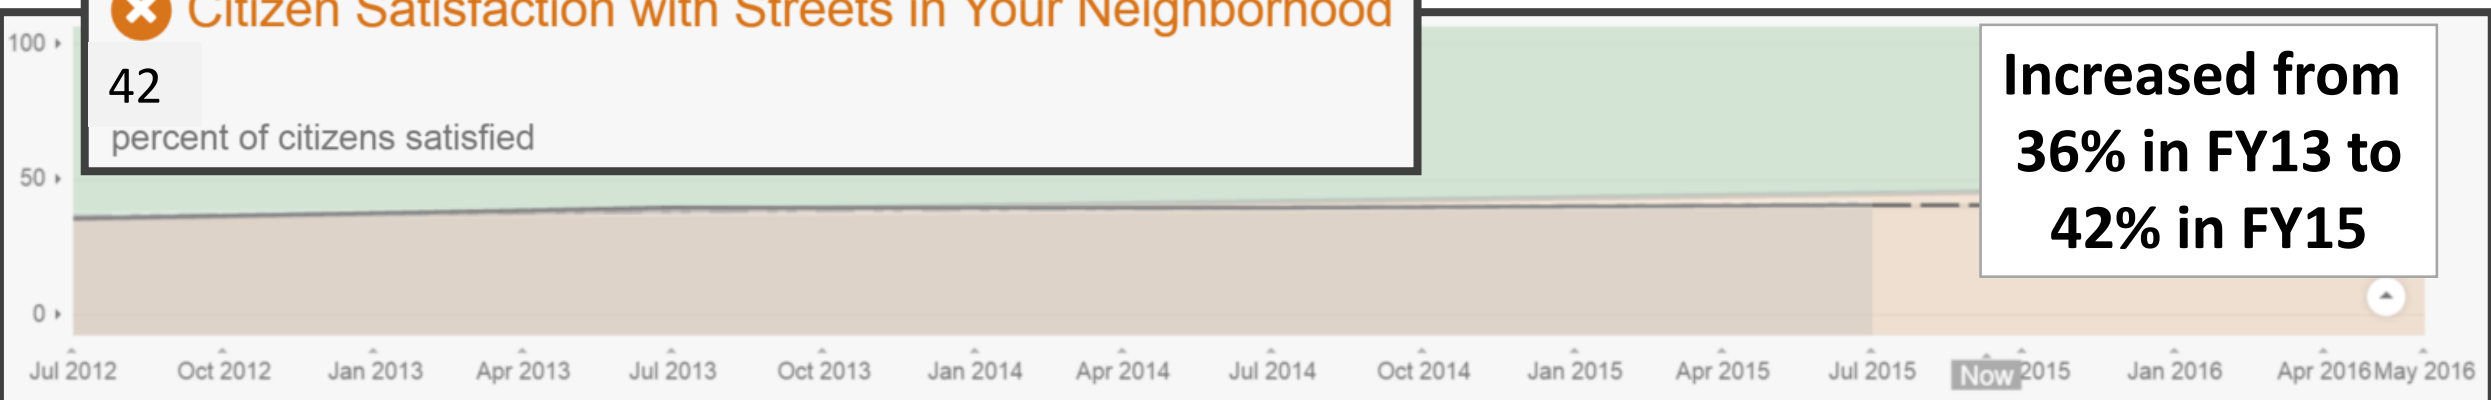 Citizen Satisfaction with Streets in Your Neighborhood
42
percent of citizens satisfied
Increased from
36% in FY13 to
42% in FY15
100
50
0
Jul 2012 Oct 2012 Jan 2013 Apr 2013 Jul 2013 Oct 2013 Jan 2014 Apr 2014 Jul 2014 Oct 2014 Jan 2015 Apr 2015 Jul 2015 Now 2015 Jan 2016 Apr 2016 May 2016